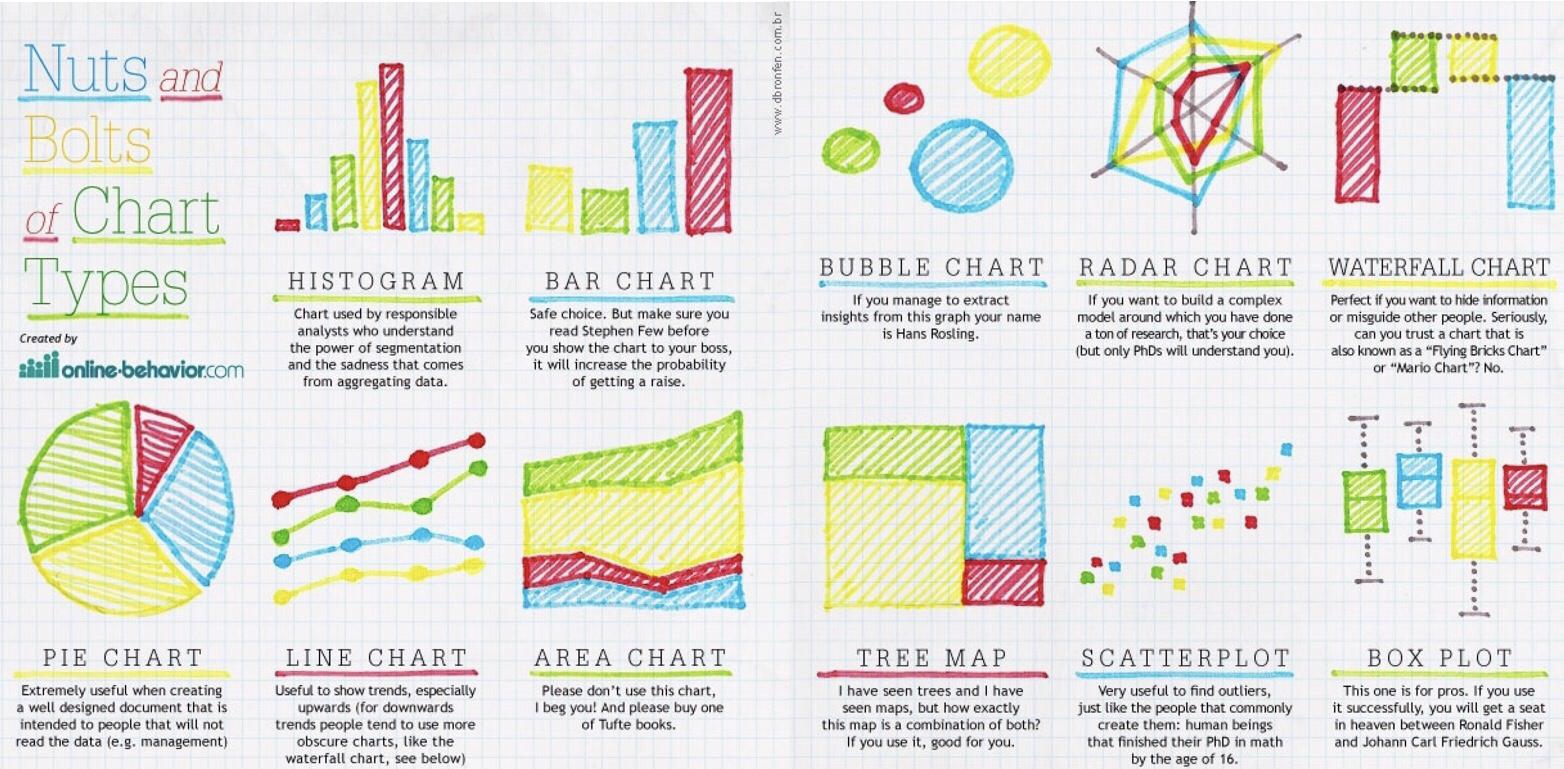 Nuts and
Bolts
of Chart
Types
Created by
online-behavior.com
HISTOGRAM
Chart used by responsible
analysts who understand
the power of segmentation
and the sadness that comes
from aggregating data.
BAR CHART
Safe choice. But make sure you
read Stephen Few before
you show the chart to your boss,
it will increase the probability
of getting a raise.
www.dbronfen.com.br
BUBBLE CHART
If you manage to extract
insights from this graph your name
is Hans Rosling.
RADAR CHART
If you want to build a complex
model around which you have done
a ton of research, that's your choice
(but only PhDs will understand you).
WATERFALL CHART
Perfect if you want to hide information
or misguide other people. Seriously,
can you trust a chart that is
also known as a “Flying Bricks Chart”
or “Mario Chart”? No.
PIE CHART
Extremely useful when creating
a well designed document that is
intended to people that will not
read the data (e.g. management)
LINE CHART
Useful to show trends, especially
upwards (for downwards
trends people tend to use more
obscure charts, like the
waterfall chart, see below)
AREA CHART
Please don't use this chart,
I beg you! And please buy one
of Tufte books.
TREE MAP
I have seen trees and I have
seen maps, but how exactly
this map is a combination of both?
If you use it, good for you.
SCATTERPLOT
Very useful to find outliers,
just like the people that commonly
create them: human beings
that finished their PhD in math
by the age of 16.
BOX PLOT
This one is for pros. If you use
it successfully, you will get a seat
in heaven between Ronald Fisher
and Johann Carl Friedrich Gauss.